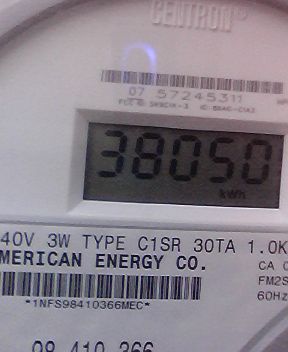 CENTRON®
07 57245311
38050
kWh
40V 3W TYPE C1SR 30TA 1.0K
MERICAN ENERGY CO.
CA
FM2S
60Hz
*1NFS98410366MEC*
98 410 366